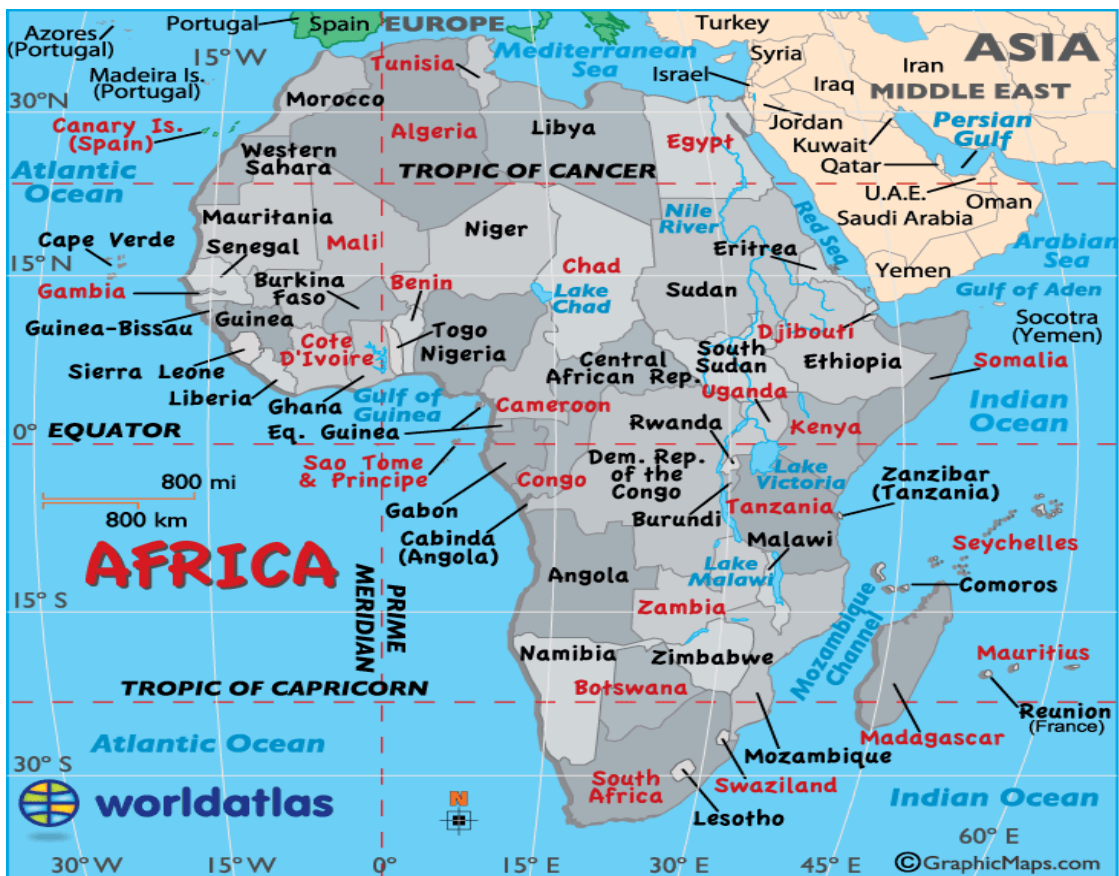 Azores
(Portugal)
Portugal
Spain
EUROPE
Turkey
ASIA
15° W
Mediterranean
Sea
Syria
Tunisia
Israel
Iraq
Iran
Madeira Is.
(Portugal)
MIDDLE EAST
30°N
Morocco
Canary Is.
(Spain)
Algeria
Libya
Egypt
Jordan
Kuwait
Qatar
Persian
Gulf
Western
Sahara
TROPIC OF CANCER
Atlantic
Ocean
U.A.E.
Oman
Saudi Arabia
Mauritania
Mali
Niger
Nile
River
Red Sea
Cape Verde
Senegal
Eritrea
Arabian
Sea
15°N
Chad
Yemen
Gambia
Burkina
Faso
Benin
Lake
Chad
Sudan
Gulf of Aden
Guinea-Bissau
Guinea
Togo
Djibouti
Socotra
(Yemen)
Cote
D'Ivoire
Nigeria
South
Sudan
Ethiopia
Sierra Leone
Central
African Rep.
Somalia
Liberia
Ghana
Gulf of
Guinea
Cameroon
Uganda
Indian
Ocean
EQUATOR
Eq. Guinea
Rwanda
Kenya
0°
Sao Tome
& Principe
Congo
Dem. Rep.
of the
Congo
Lake
Victoria
Zanzibar
(Tanzania)
800 mi
800 km
Gabon
Tanzania
Burundi
Cabinda
(Angola)
Malawi
Seychelles
AFRICA
Angola
Lake
Malawi
Comoros
PRIME
MERIDIAN
15° S
Zambia
Mozambique
Channel
Namibia
Zimbabwe
Mauritius
TROPIC OF CAPRICORN
Botswana
Reunion
(France)
Madagascar
Atlantic Ocean
Mozambique
30° S
South
Africa
Swaziland
Indian Ocean
worldatlas
N
Lesotho
60° E
30° W
15° W
0°
15° E
30° E
45° E
©GraphicMaps.com